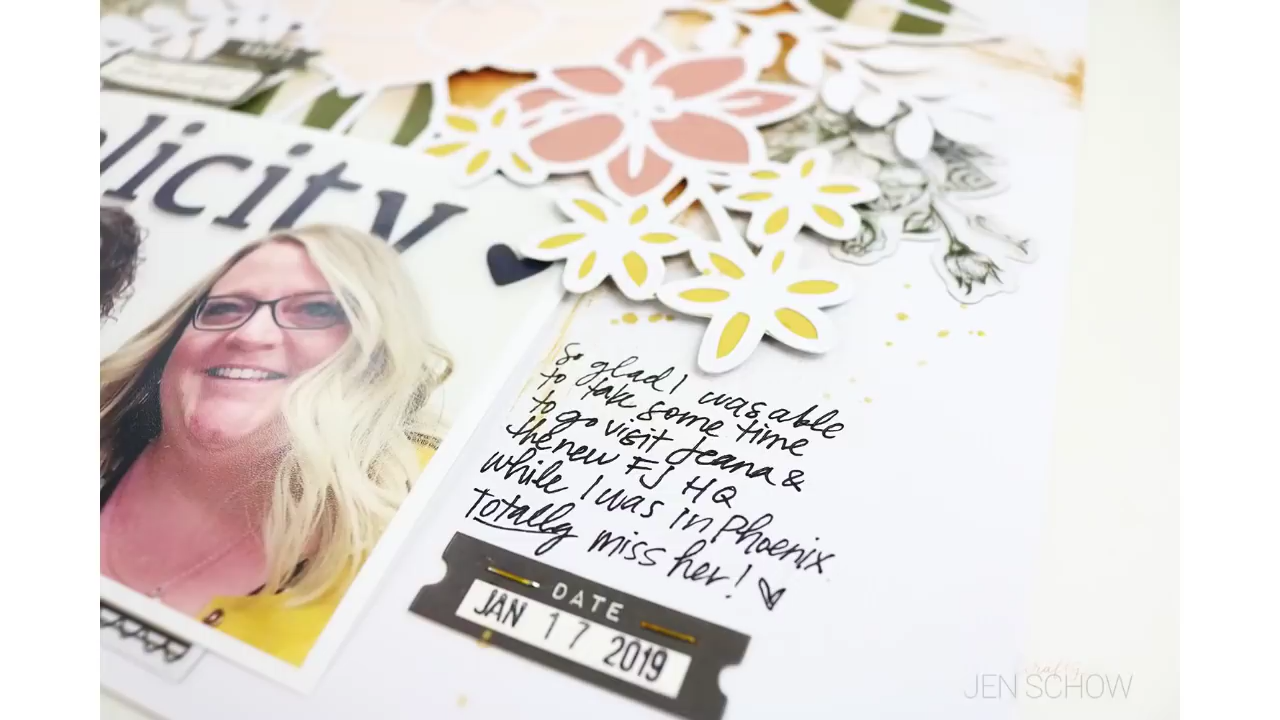 licity
So glad I was able
to take some time
to go visit Jeana &
the new FJ HQ
while I was in Phoenix
Totally miss her!
DATE
JAN 17 2019
crafty
JEN SCHOW